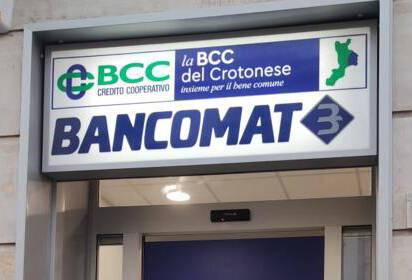 BCC
CREDITO COOPERATIVO
la BCC
del Crotonese
insieme per il bene comune
BANCOMAT